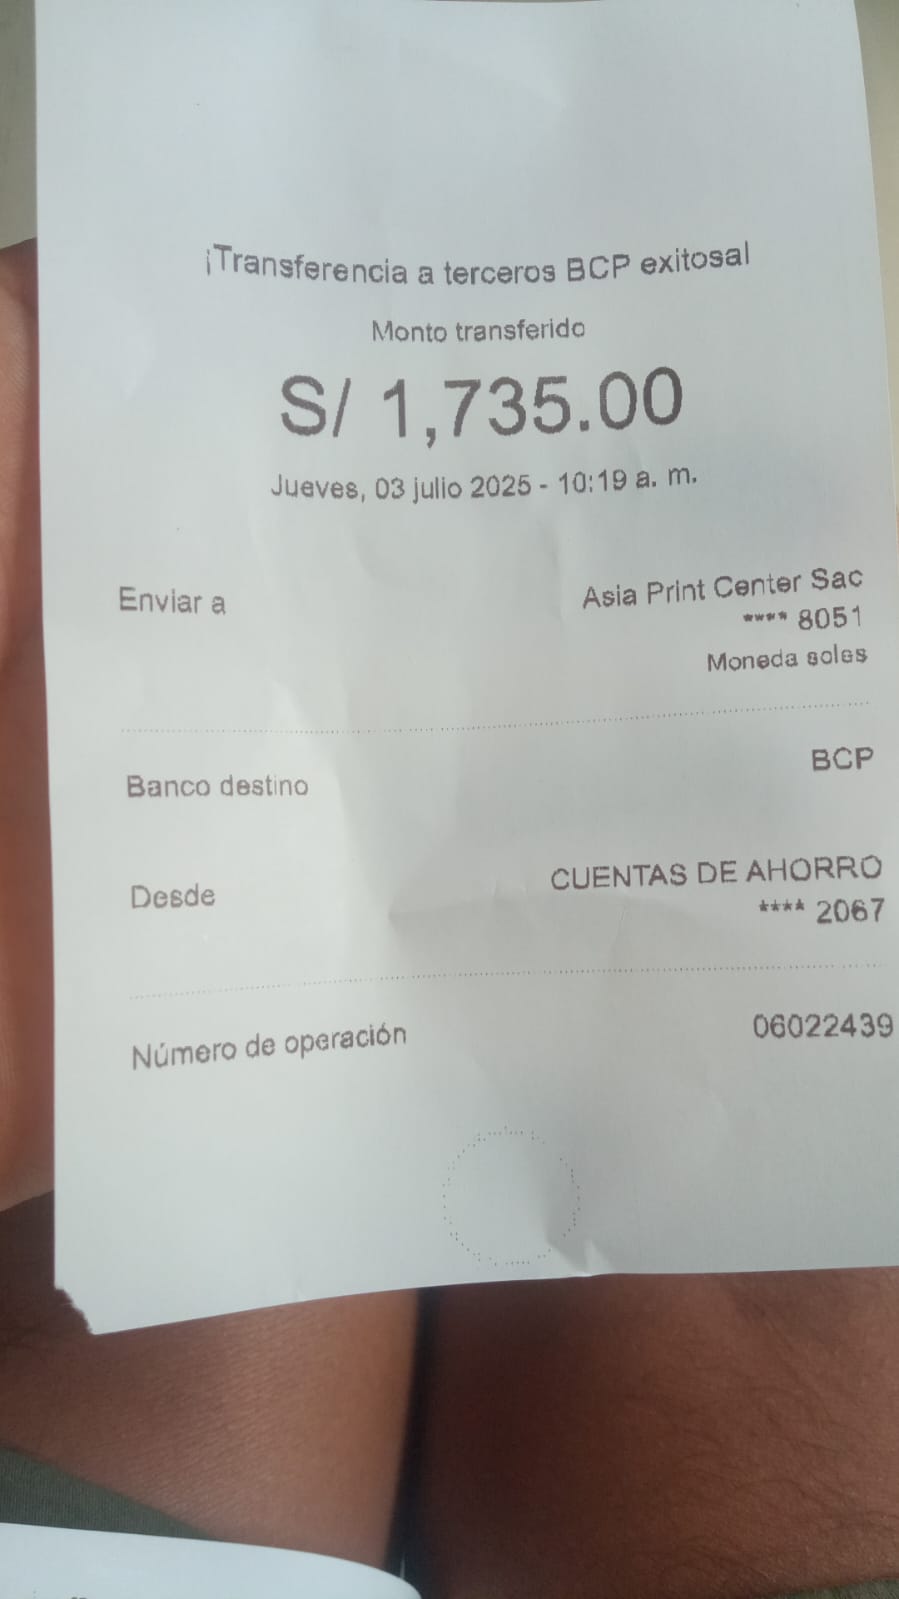 ¡Transferencia a terceros BCP exitosa!
Monto transferido
S/ 1,735.00
Jueves, 03 julio 2025 - 10:19 a. m.
Enviar a
Asia Print Center Sac
**** 8051
Moneda soles
Banco destino
BCP
Desde
CUENTAS DE AHORRO
**** 2067
Número de operación
06022439